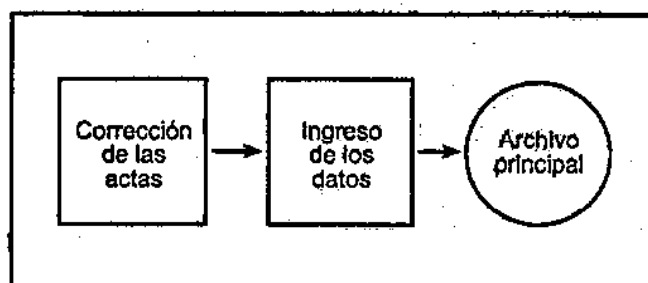 Corrección
de las
actas
Ingreso
de los
datos
Archivo
principal